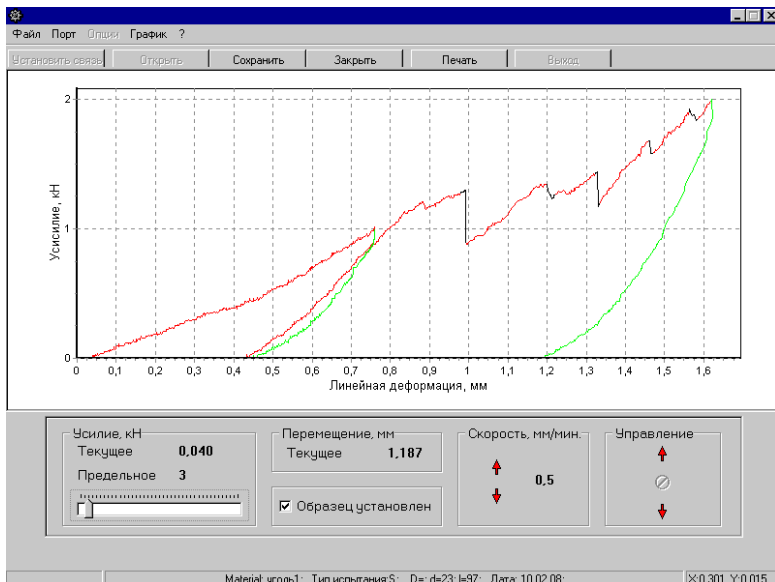 Файл Порт Опции График ?
Установить связь Открыть Сохранить Закрыть Печать Выход
Усисилие, кН
2
1
0
0 0,1 0,2 0,3 0,4 0,5 0,6 0,7 0,8 0,9 1 1,1 1,2 1,3 1,4 1,5 1,6
Линейная деформация, мм
Усилие, кН
Текущее 0,040
Предельное 3
Перемещение, мм
Текущее 1,187
Образец установлен
Скорость, мм/мин.
0,5
Управление
Material: уголь1; Тип испытания:S; D=; d=23; l=97; Дата: 10.02.08;
X:0,301 Y:0,015